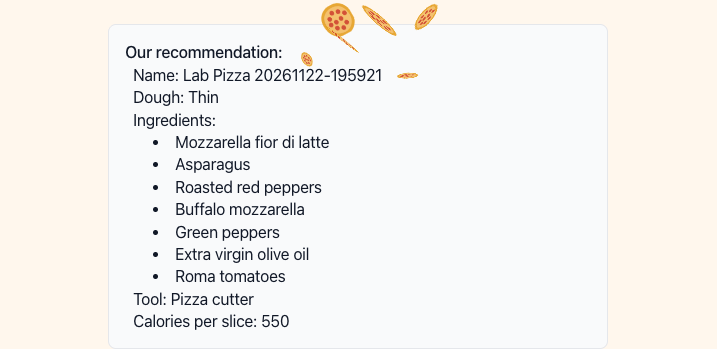 Our recommendation:
Name: Lab Pizza 20261122-195921
Dough: Thin
Ingredients:
• Mozzarella fior di latte
• Asparagus
• Roasted red peppers
• Buffalo mozzarella
• Green peppers
• Extra virgin olive oil
• Roma tomatoes
Tool: Pizza cutter
Calories per slice: 550